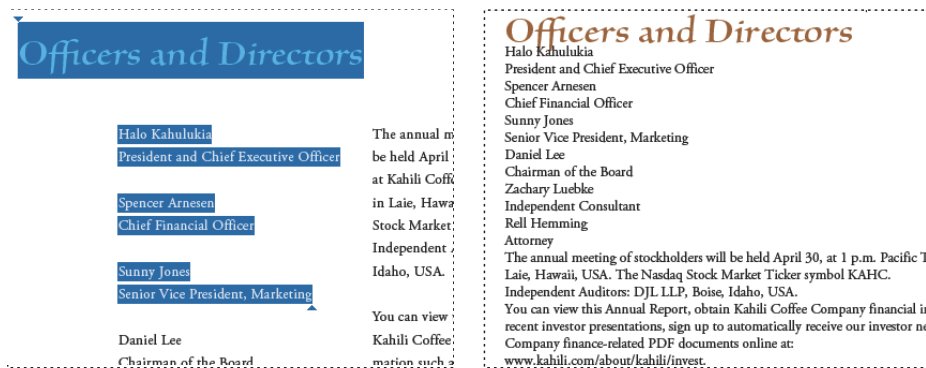 Officers and Directors
Halo Kahulukia
President and Chief Executive Officer
Spencer Arnesen
Chief Financial Officer
Sunny Jones
Senior Vice President, Marketing
Daniel Lee
Chairman of the Board
The annual
be held April
at Kahili
in Laie,
Stock Market
Independent
Idaho, USA.
You can view
Kahili Coffee
such
Officers and Directors
Halo Kahulukia
President and Chief Executive Officer
Spencer Arnesen
Chief Financial Officer
Sunny Jones
Senior Vice President, Marketing
Daniel Lee
Chairman of the Board
Zachary Luebke
Independent Consultant
Rell Hemming
Attorney
The annual meeting of stockholders will be held April 30, at 1 p.m. Pacific
Laie, Hawaii, USA. The Nasdaq Stock Market Ticker symbol KAHC.
Independent Auditors: DJL LLP, Boise, Idaho, USA.
You can view this Annual Report, obtain Kahili Coffee Company financial
recent investor presentations, sign up to automatically receive our investor
Company finance-related PDF documents online at:
www.kahili.com/about/kahili/invest.